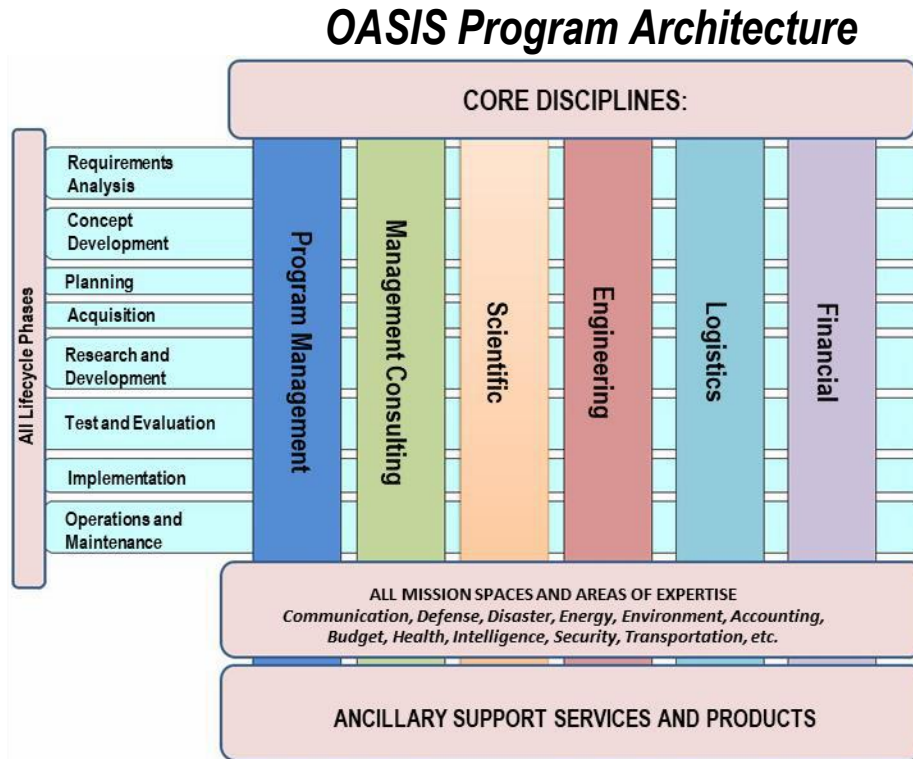 OASIS Program Architecture
CORE DISCIPLINES:
All Lifecycle Phases
Requirements
Analysis
Concept
Development
Planning
Acquisition
Research and
Development
Test and Evaluation
Implementation
Operations and
Maintenance
Program Management
Management Consulting
Scientific
Engineering
Logistics
Financial
ALL MISSION SPACES AND AREAS OF EXPERTISE
Communication, Defense, Disaster, Energy, Environment, Accounting,
Budget, Health, Intelligence, Security, Transportation, etc.
ANCILLARY SUPPORT SERVICES AND PRODUCTS